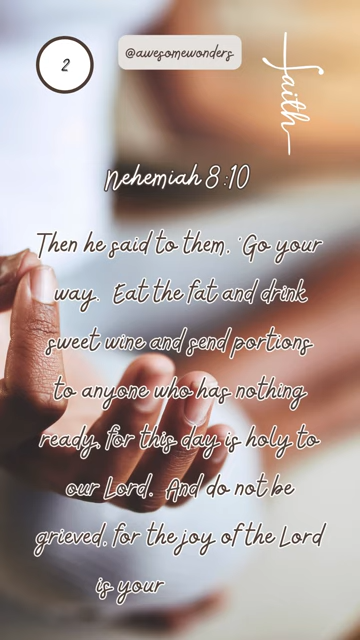 2
@awesomewonders
faith
Nehemiah 8:10
Then he said to them, "Go your
way. Eat the fat and drink
sweet wine and send portions
to anyone who has nothing
ready, for this day is holy to
our Lord. And do not be
grieved, for the joy of the Lord
is your